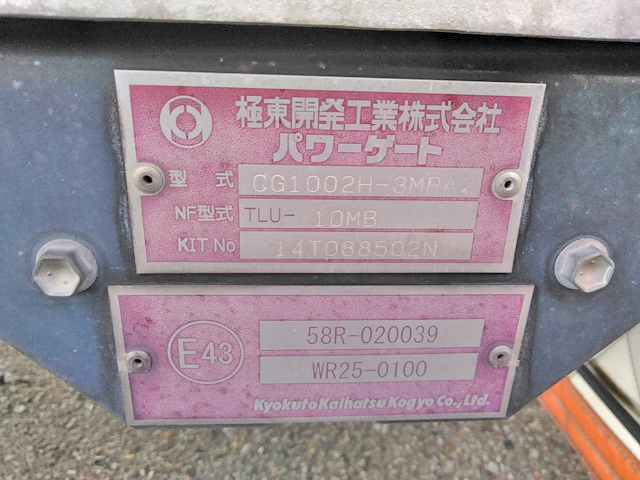 極東開発工業株式会社
パワーゲート
型 式 CG1002H-3MRA.
NF型式 TLU- 10MB
KIT No 14T088502N
E43
58R-020039
WR25-0100
Kyokuto Kaihatsu Kogyo Co., Ltd.